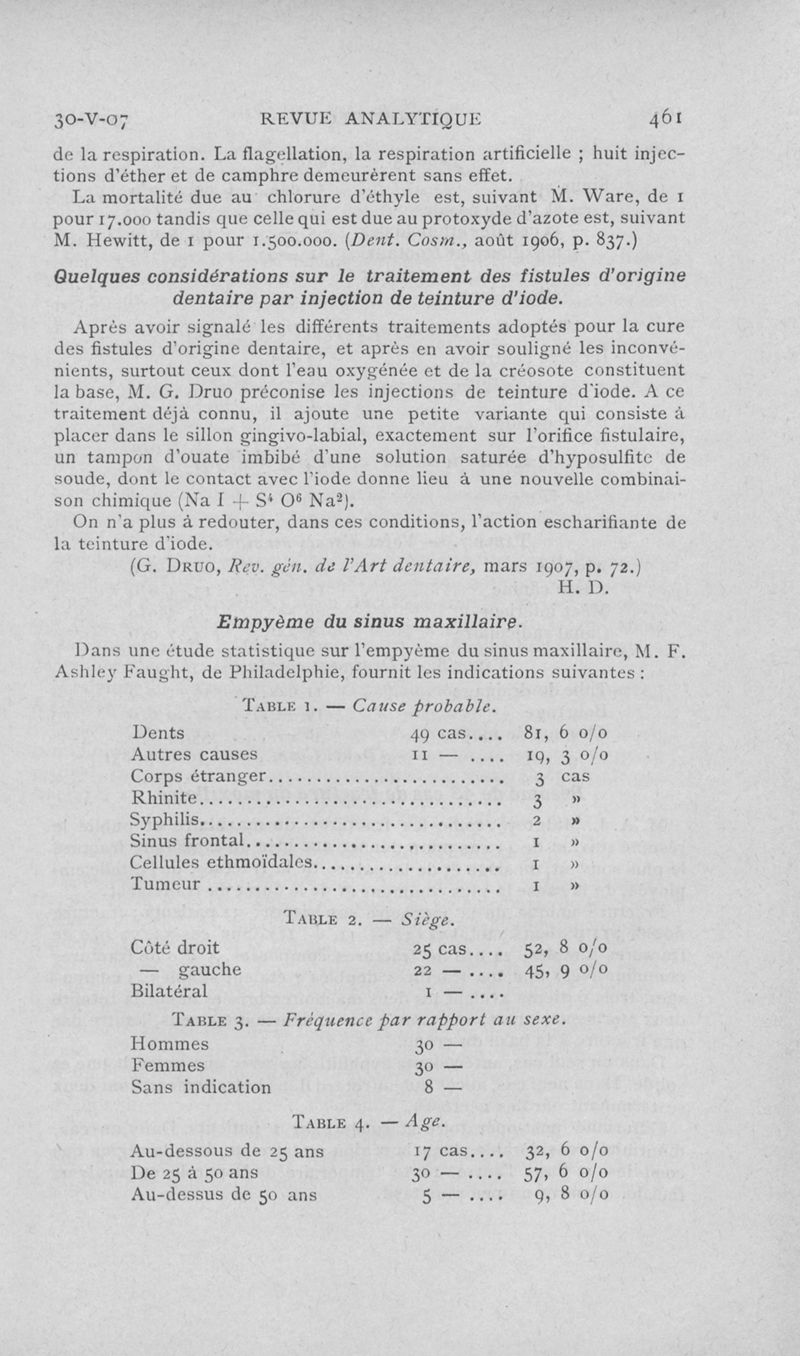 30-V-07 REVUE ANALYTIQUE 461
de la respiration. La flagellation, la respiration artificielle ; huit injec-
tions d'éther et de camphre demeurèrent sans effet.
La mortalité due au chlorure d'éthyle est, suivant M. Ware, de 1
pour 17.000 tandis que celle qui est due au protoxyde d'azote est, suivant
M. Hewitt, de 1 pour 1.500.000. (Dent. Cosm., août 1906, p. 837.)
Quelques considérations sur le traitement des fistules d'origine
dentaire par injection de teinture d'iode.
Après avoir signalé les différents traitements adoptés pour la cure
des fistules d'origine dentaire, et après en avoir souligné les inconvé-
nients, surtout ceux dont l'eau oxygénée et de la créosote constituent
la base, M. G. Druo préconise les injections de teinture d'iode. A ce
traitement déjà connu, il ajoute une petite variante qui consiste à
placer dans le sillon gingivo-labial, exactement sur l'orifice fistulaire,
un tampon d'ouate imbibé d'une solution saturée d'hyposulfite de
soude, dont le contact avec l'iode donne lieu à une nouvelle combinai-
son chimique (Na I + S⁴ O⁶ Na²).
On n'a plus à redouter, dans ces conditions, l'action escharifiante de
la teinture d'iode.
(G. DRUO, Rev. gén. de l'Art dentaire, mars 1907, p. 72.)
H. D.
Empyème du sinus maxillaire.
Dans une étude statistique sur l'empyème du sinus maxillaire, M. F.
Ashley Faught, de Philadelphie, fournit les indications suivantes :
TABLE 1. — Cause probable.
Dents 49 cas.... 81, 6 o/o
Autres causes 11 — .... 19, 3 o/o
Corps étranger.......................... 3 cas
Rhinite................................. 3 »
Syphilis................................. 2 »
Sinus frontal............................ 1 »
Cellules ethmoïdales.................... 1 »
Tumeur ................................ 1 »
TABLE 2. — Siège.
Côté droit 25 cas.... 52, 8 o/o
— gauche 22 — .... 45, 9 o/o
Bilatéral 1 — ....
TABLE 3. — Fréquence par rapport au sexe.
Hommes 30 —
Femmes 30 —
Sans indication 8 —
TABLE 4. — Age.
Au-dessous de 25 ans 17 cas.... 32, 6 o/o
De 25 à 50 ans 30 — .... 57, 6 o/o
Au-dessus de 50 ans 5 — .... 9, 8 o/o